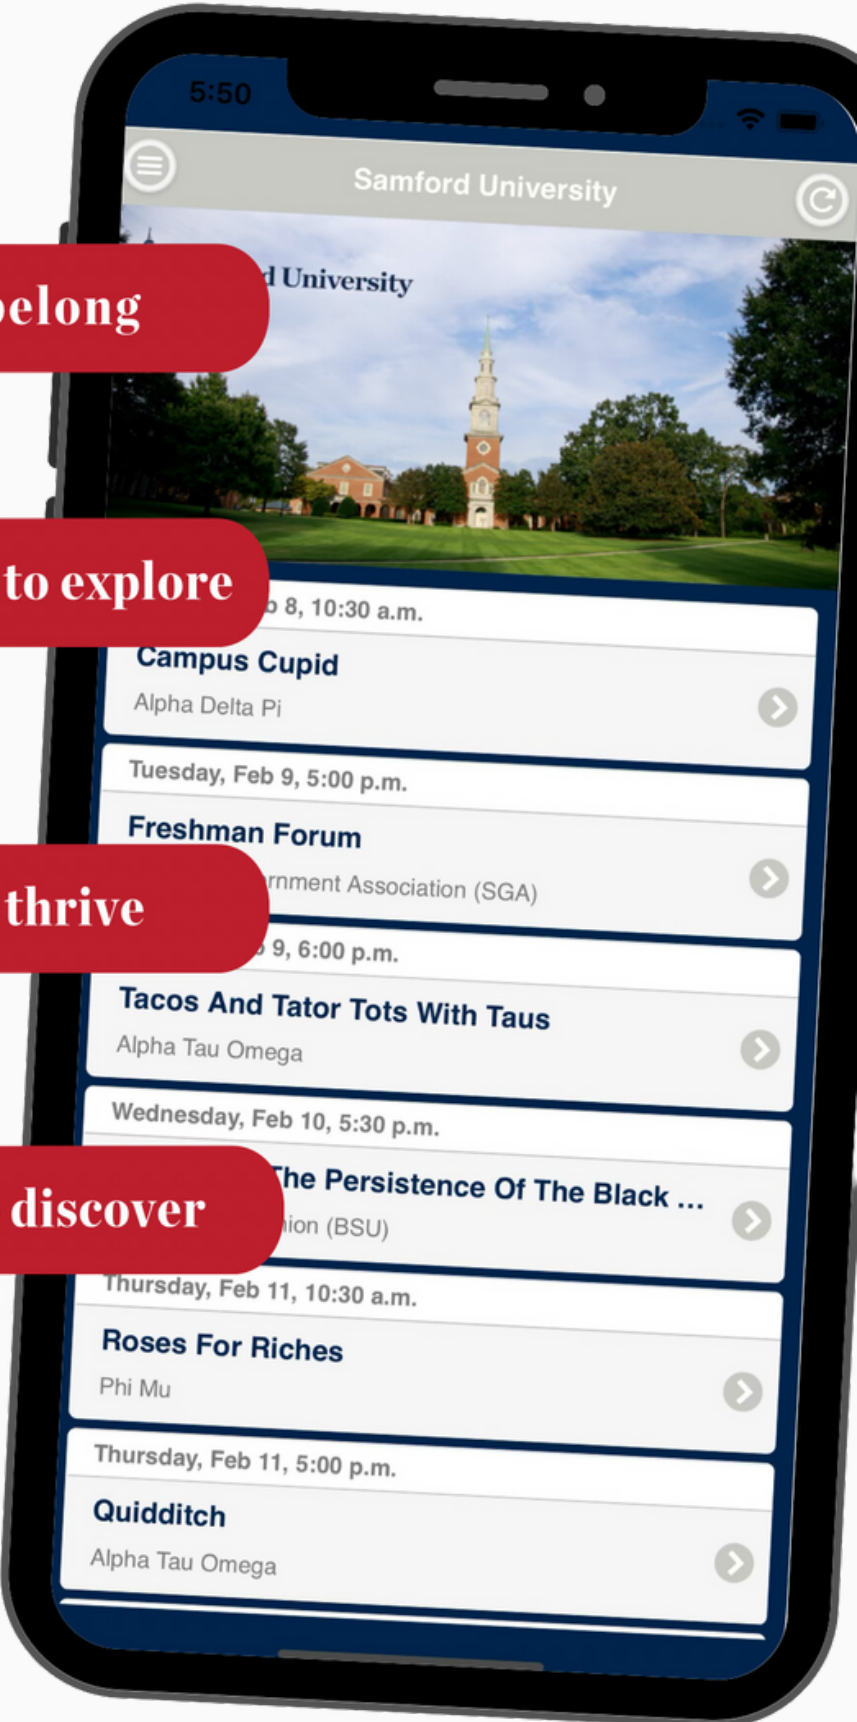 5:50
Samford University
University
belong
to explore
8, 10:30 a.m.
Campus Cupid
Alpha Delta Pi
Tuesday, Feb 9, 5:00 p.m.
Freshman Forum
Association (SGA)
thrive
9, 6:00 p.m.
Tacos And Tator Tots With Taus
Alpha Tau Omega
Wednesday, Feb 10, 5:30 p.m.
The Persistence Of The Black ...
(BSU)
discover
Thursday, Feb 11, 10:30 a.m.
Roses For Riches
Phi Mu
Thursday, Feb 11, 5:00 p.m.
Quidditch
Alpha Tau Omega